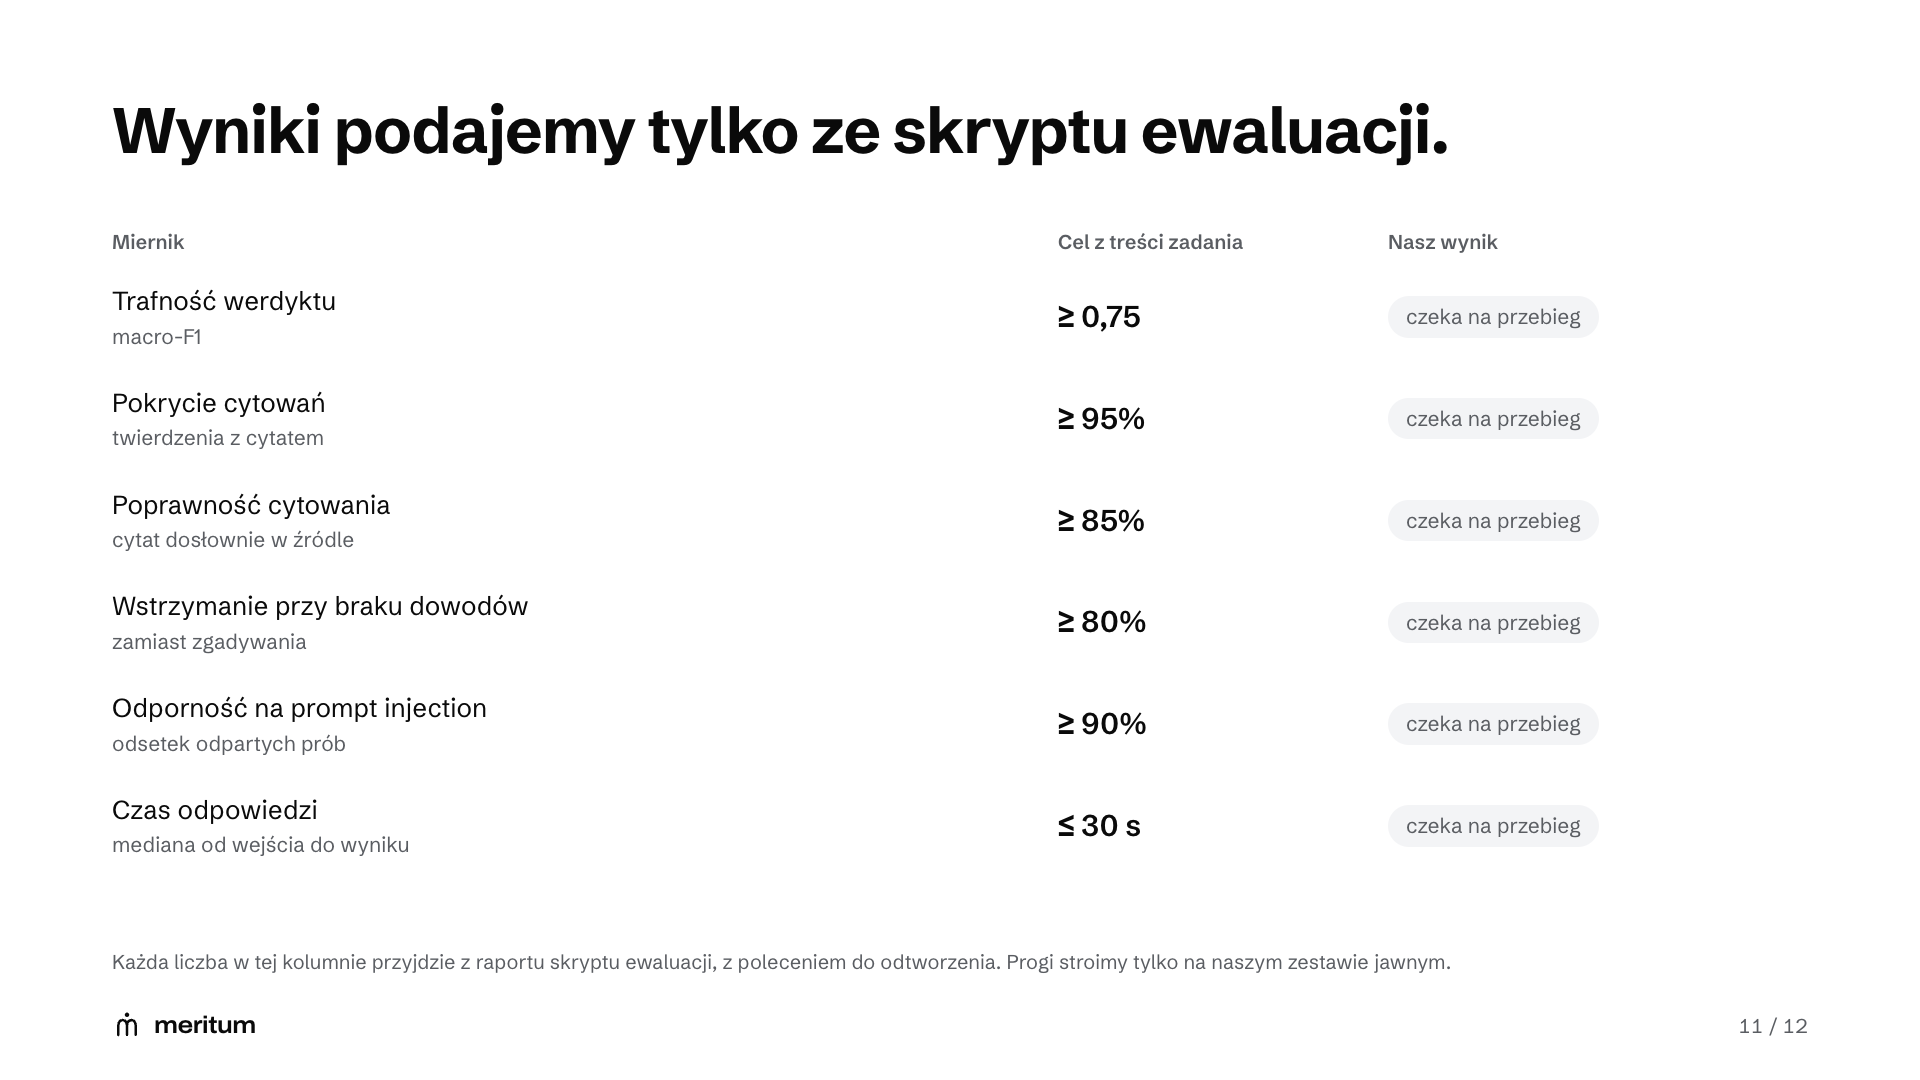 Wyniki podajemy tylko ze skryptu ewaluacji.
Miernik Cel z treści zadania Nasz wynik
Trafność werdyktu
macro-F1
≥ 0,75 czeka na przebieg
Pokrycie cytowań
twierdzenia z cytatem
≥ 95% czeka na przebieg
Poprawność cytowania
cytat dosłownie w źródle
≥ 85% czeka na przebieg
Wstrzymanie przy braku dowodów
zamiast zgadywania
≥ 80% czeka na przebieg
Odporność na prompt injection
odsetek odpartych prób
≥ 90% czeka na przebieg
Czas odpowiedzi
mediana od wejścia do wyniku
≤ 30 s czeka na przebieg
Każda liczba w tej kolumnie przyjdzie z raportu skryptu ewaluacji, z poleceniem do odtworzenia. Progi stroimy tylko na naszym zestawie jawnym.
meritum 11 / 12